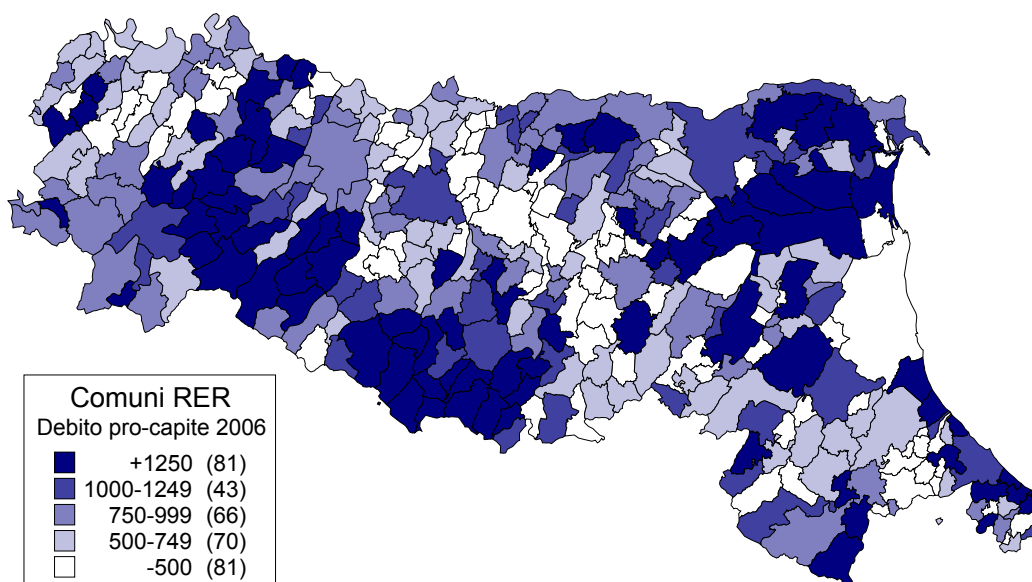 Comuni RER
Debito pro-capite 2006
+1250 (81)
1000-1249 (43)
750-999 (66)
500-749 (70)
-500 (81)